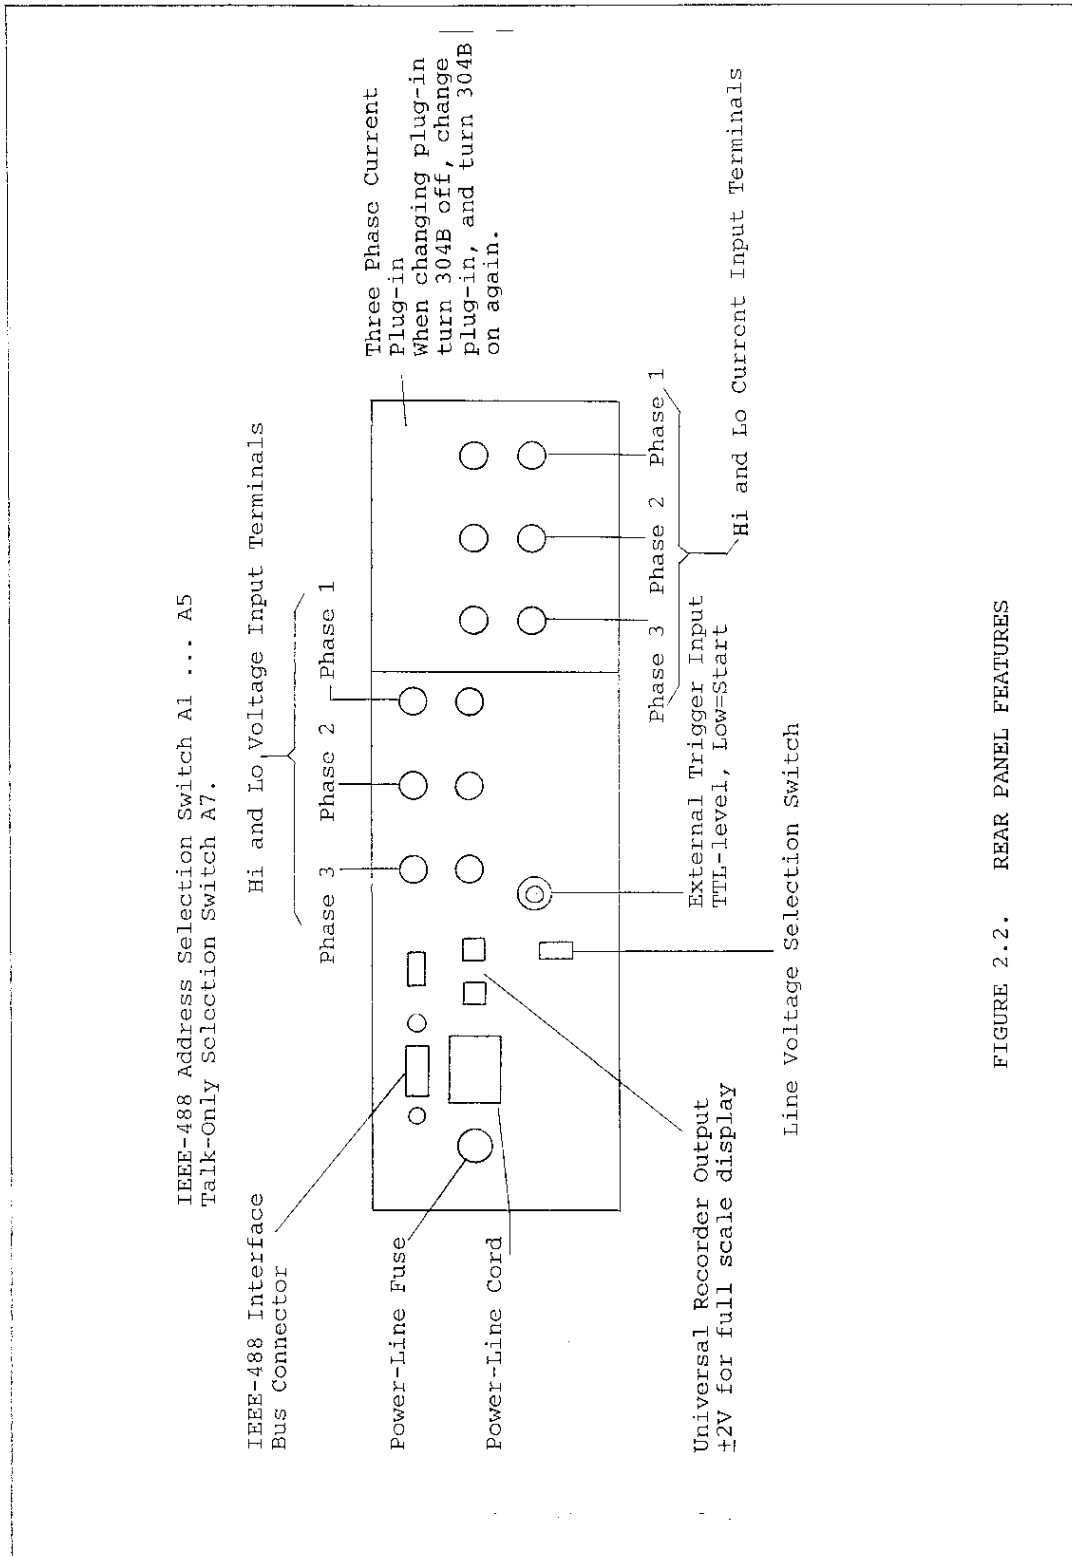 IEEE-488 Address Selection Switch A1 ... A5
Talk-Only Selection Switch A7.
IEEE-488 Interface
Bus Connector
Hi and Lo Voltage Input Terminals
Phase 3
Phase 2
Phase 1
Three Phase Current
Plug-in
When changing plug-in
turn 304B off, change
plug-in, and turn 304B
on again.
Power-Line Fuse
Power-Line Cord
Phase 3
Phase 2
Phase 1
Hi and Lo Current Input Terminals
External Trigger Input
TTL-level, Low=Start
Universal Recorder Output
±2V for full scale display
Line Voltage Selection Switch
FIGURE 2.2. REAR PANEL FEATURES